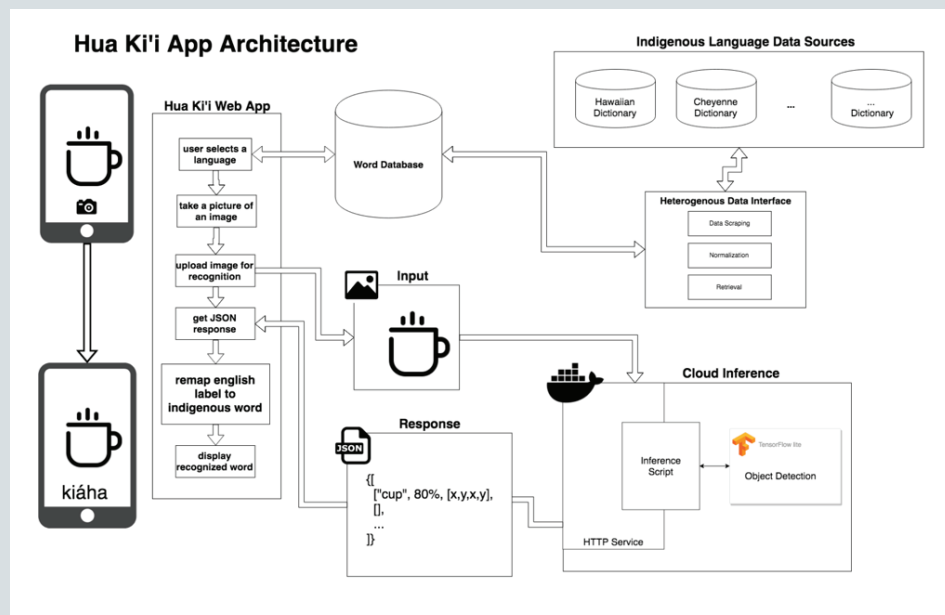 Hua Ki'i App Architecture
kiáha
Hua Ki'i Web App
user selects a
language
take a picture of
an image
upload image for
recognition
get JSON
response
remap english
label to
indigenous word
display
recognized word
Word Database
Indigenous Language Data Sources
Hawaiian
Dictionary
Cheyenne
Dictionary
...
...
Dictionary
Heterogenous Data Interface
Data Scraping
Normalization
Retrieval
Input
Response
JSON
{[
["cup", 80%, [x,y,x,y],
[],
...
]}
Cloud Inference
Inference
Script
TensorFlow lite
Object Detection
HTTP Service